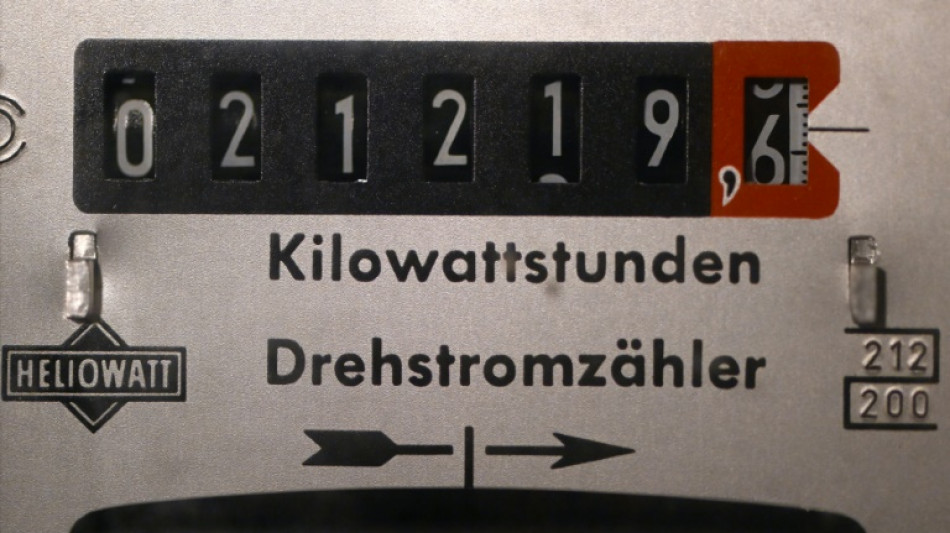 021219,6
Kilowattstunden
Drehstromzähler
HELIOWATT
212
200